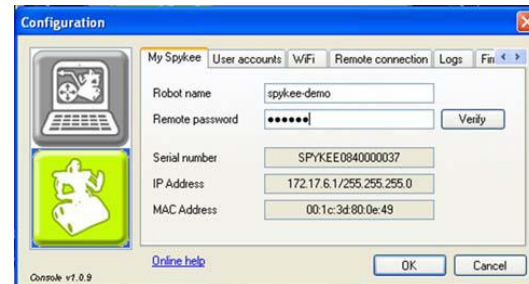 Configuration
My Spykee User accounts WiFi Remote connection Logs Fin
Robot name spykee-demo
Remote password ●●●●●● Verify
Serial number SPYKEE0840000037
IP Address 172.17.6.1/255.255.255.0
MAC Address 00:1c:3d:80:0e:49
Online help OK Cancel
Console v1.0.9